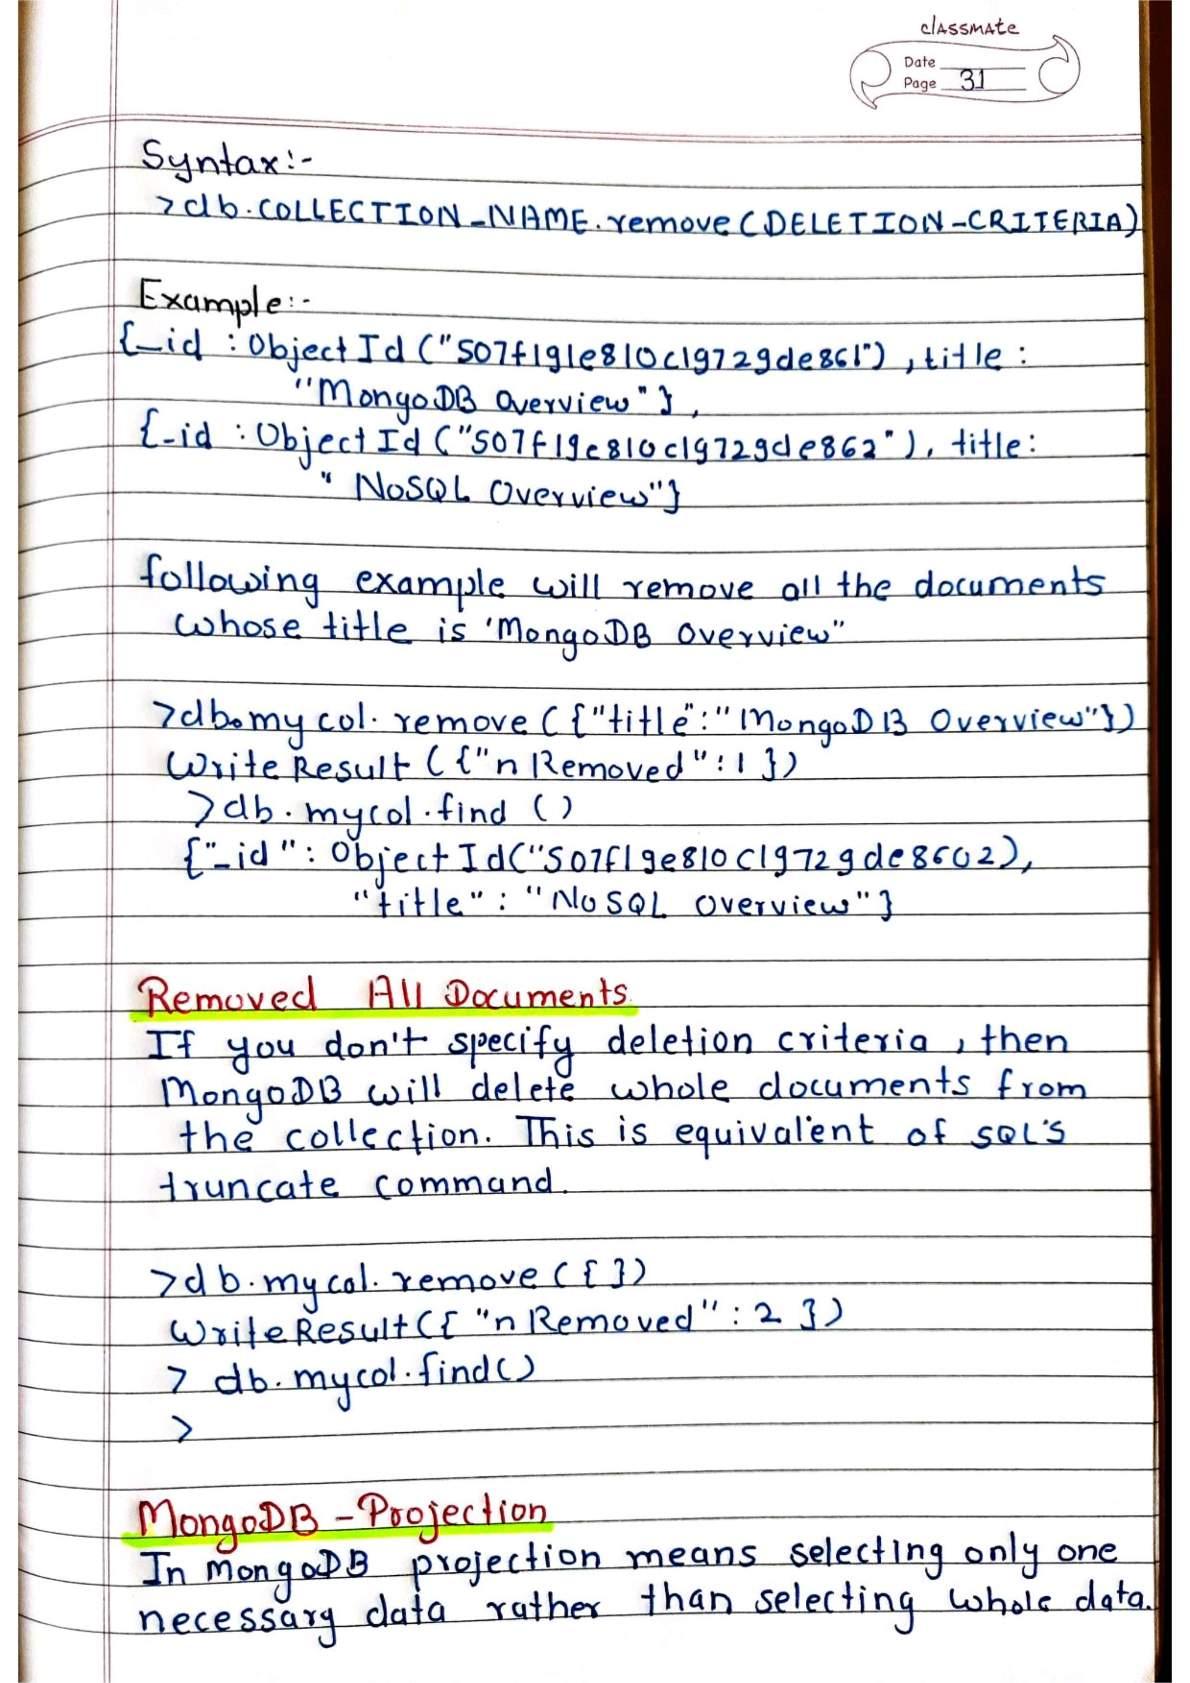 classmate
Date
Page 31
Syntax:-
>db.COLLECTION_NAME.remove(DELETION-CRITERIA)
Example:-
{_id : ObjectId ("507f191e810c19729de861"), title :
"MongoDB Overview"},
{-id : ObjectId ("507f19e810c19729de862"), title:
" NoSQL Overview"}
following example will remove all the documents
whose title is 'MongoDB Overview"
>db.mycol.remove({"title":"MongoDB Overview"})
WriteResult ({"nRemoved":1})
>db.mycol.find ()
{"_id": ObjectId("507f19e810c19729de8602),
"title": "NoSQL Overview"}
Removed All Documents
If you don't specify deletion criteria, then
MongoDB will delete whole documents from
the collection. This is equivalent of SQL's
truncate command.
>db.mycol.remove({})
WriteResult({ "nRemoved": 2 })
> db.mycol.find()
>
MongoDB - Projection
In MongoDB projection means selecting only one
necessary data rather than selecting whole data.